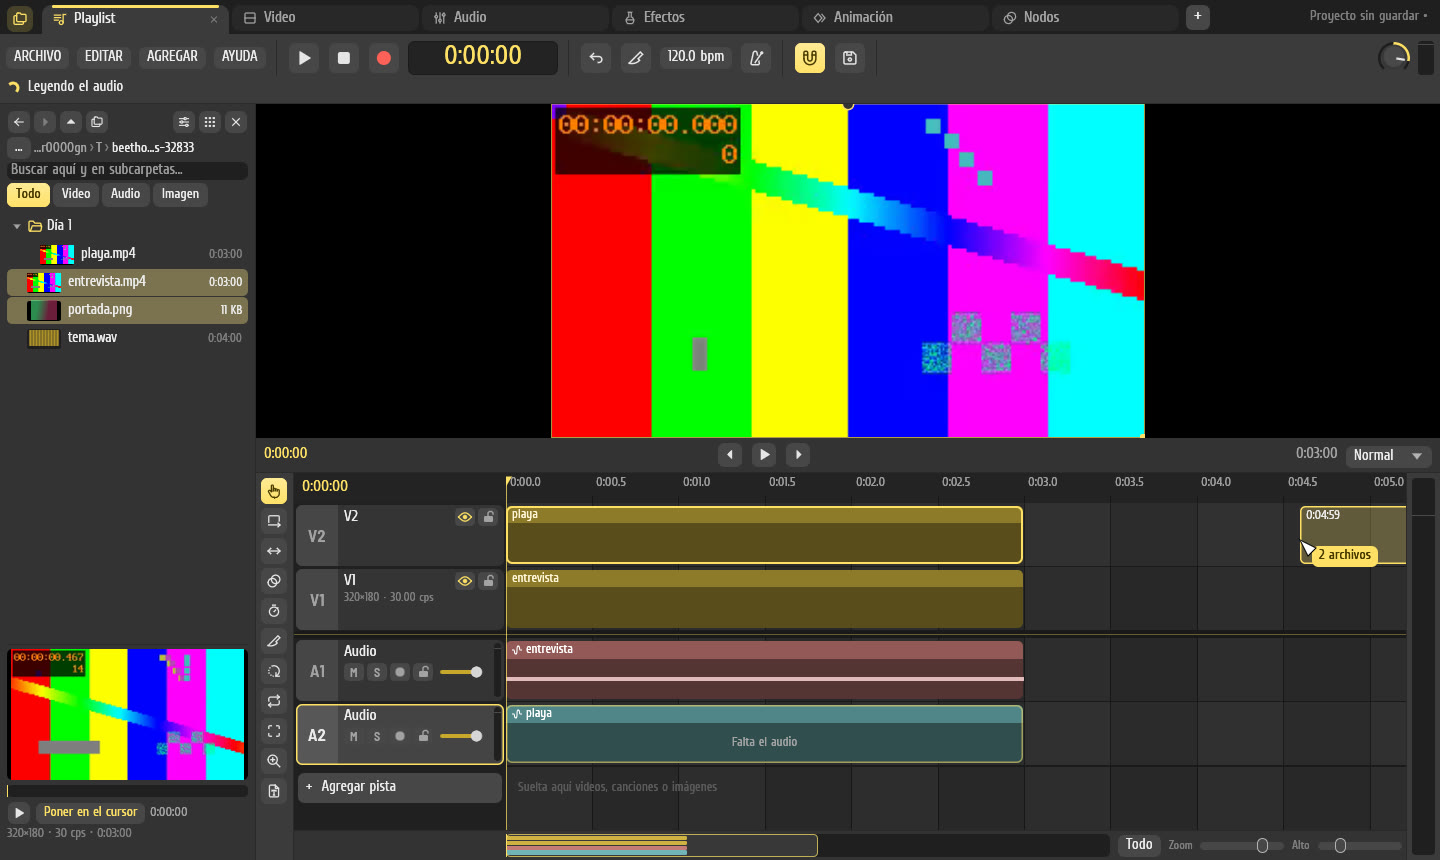 Playlist
Video
Audio
Efectos
Animación
Nodos
+
Proyecto sin guardar •
ARCHIVO
EDITAR
AGREGAR
AYUDA
0:00:00
120.0 bpm
Leyendo el audio
... ...r0000gn › T › beetho...s-32833
Buscar aquí y en subcarpetas...
Todo
Video
Audio
Imagen
Día 1
playa.mp4 0:03:00
entrevista.mp4 0:03:00
portada.png 11 KB
tema.wav 0:04:00
00:00:00.467
14
Poner en el cursor 0:00:00
320×180 · 30 cps · 0:03:00
00:00:00.000
0
0:00:00
0:03:00
Normal
0:00:00
0:00.0 0:00.5 0:01.0 0:01.5 0:02.0 0:02.5 0:03.0 0:03.5 0:04.0 0:04.5 0:05.0
V2
V2
playa
0:04:59
2 archivos
V1
V1
320×180 · 30.00 cps
entrevista
A1
Audio
M S
entrevista
A2
Audio
M S
playa
Falta el audio
+ Agregar pista
Suelta aquí videos, canciones o imágenes
Todo
Zoom
Alto